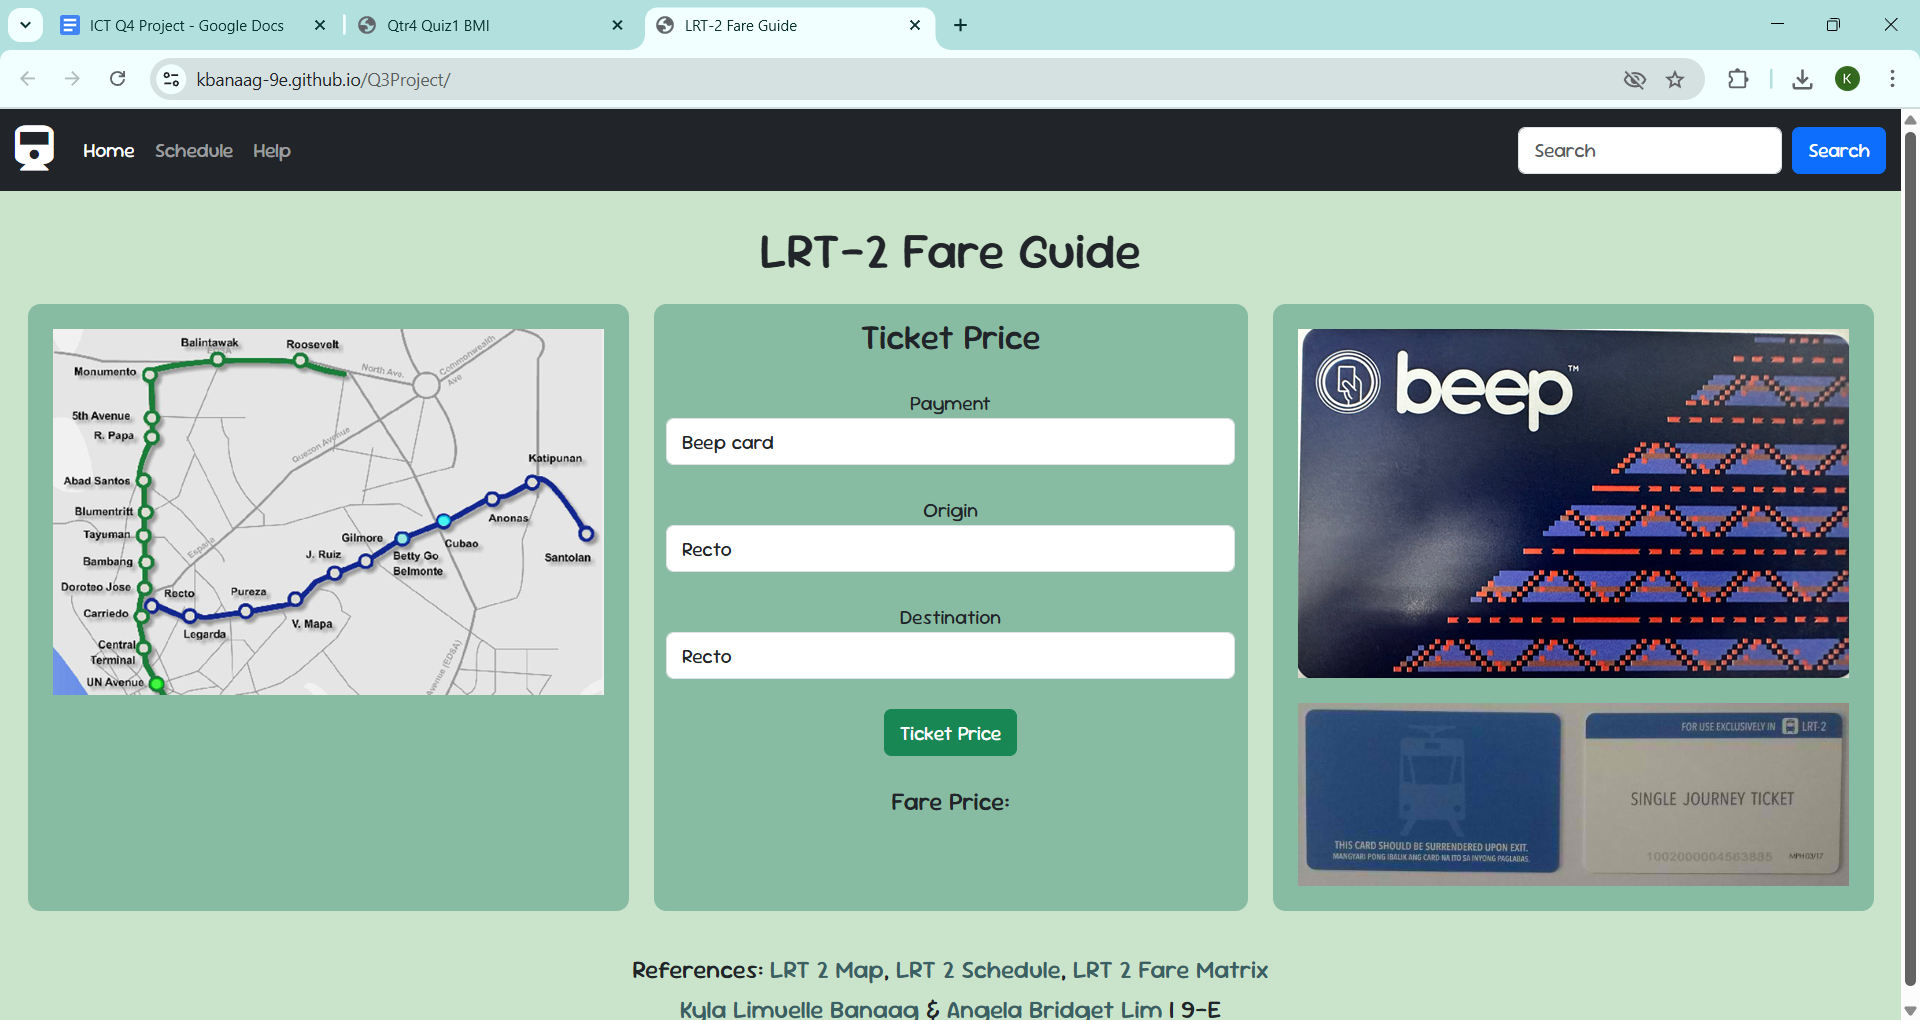 ICT Q4 Project - Google Docs
Qtr4 Quiz1 BMI
LRT-2 Fare Guide
kbanaag-9e.github.io/Q3Project/
K
Home Schedule Help
Search
Search
LRT-2 Fare Guide
Balintawak
Roosevelt
EDSA
Monumento
North Ave.
Commonwealth Ave
5th Avenue
R. Papa
Quezon Avenue
Katipunan
Abad Santos
Blumentritt
Anonas
Tayuman
España
Gilmore
Cubao
J. Ruiz
Betty Go
Belmonte
Santolan
Bambang
Doroteo Jose
Recto
Pureza
Carriedo
Legarda
V. Mapa
Central
Terminal
Avenue (EDSA)
UN Avenue
Ticket Price
Payment
Beep card
Origin
Recto
Destination
Recto
Ticket Price
Fare Price:
beep™
THIS CARD SHOULD BE SURRENDERED UPON EXIT.
MANGYARI PONG IBALIK ANG CARD NA ITO SA INYONG PAGLABAS.
FOR USE EXCLUSIVELY IN LRT-2
SINGLE JOURNEY TICKET
1002000004563885 MPH 03/17
References: LRT 2 Map, LRT 2 Schedule, LRT 2 Fare Matrix
Kyla Limuelle Banaag & Angela Bridget Lim | 9-E